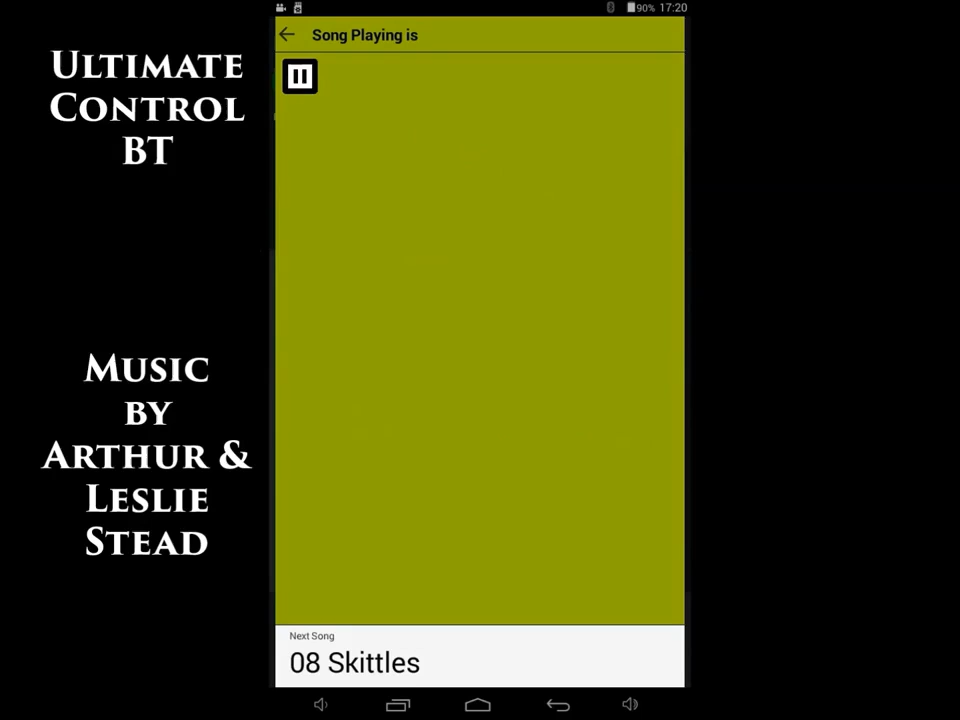 Ultimate
Control
BT
Music
by
Arthur &
Leslie
Stead
90% 17:20
Song Playing is
Next Song
08 Skittles